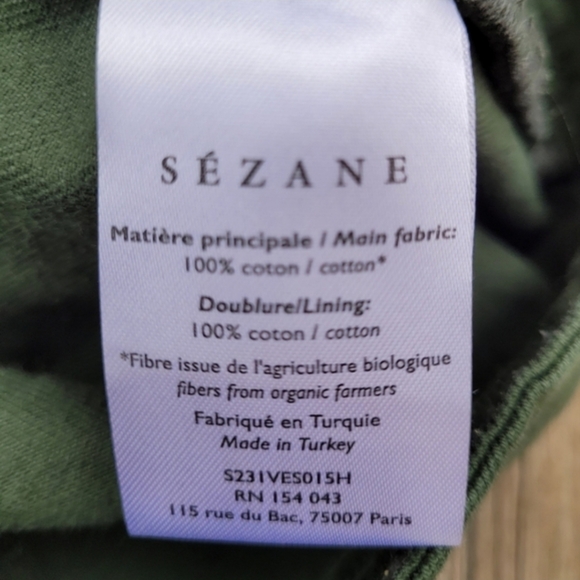 SÉZANE
Matière principale / Main fabric:
100% coton / cotton*
Doublure/Lining:
100% coton / cotton
*Fibre issue de l'agriculture biologique
fibers from organic farmers
Fabriqué en Turquie
Made in Turkey
S231VES015H
RN 154 043
115 rue du Bac, 75007 Paris